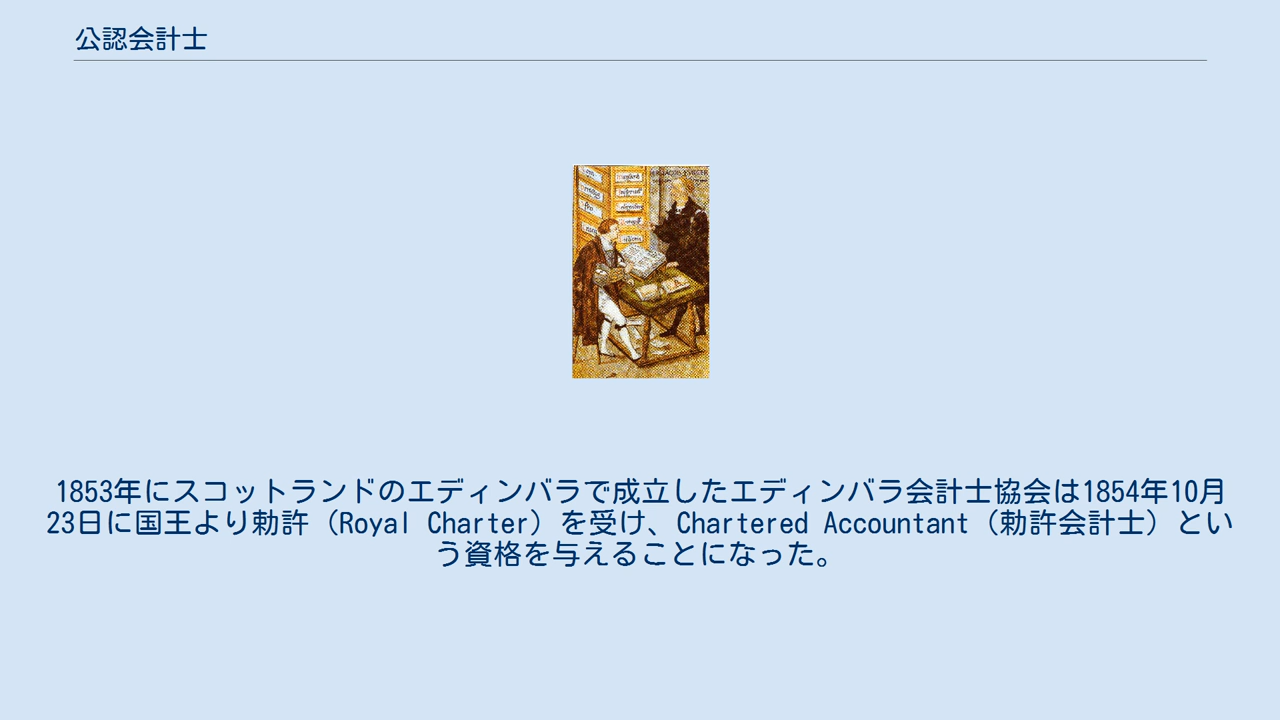 公認会計士
1853年にスコットランドのエディンバラで成立したエディンバラ会計士協会は1854年10月
23日に国王より勅許（Royal Charter）を受け、Chartered Accountant（勅許会計士）とい
う資格を与えることになった。